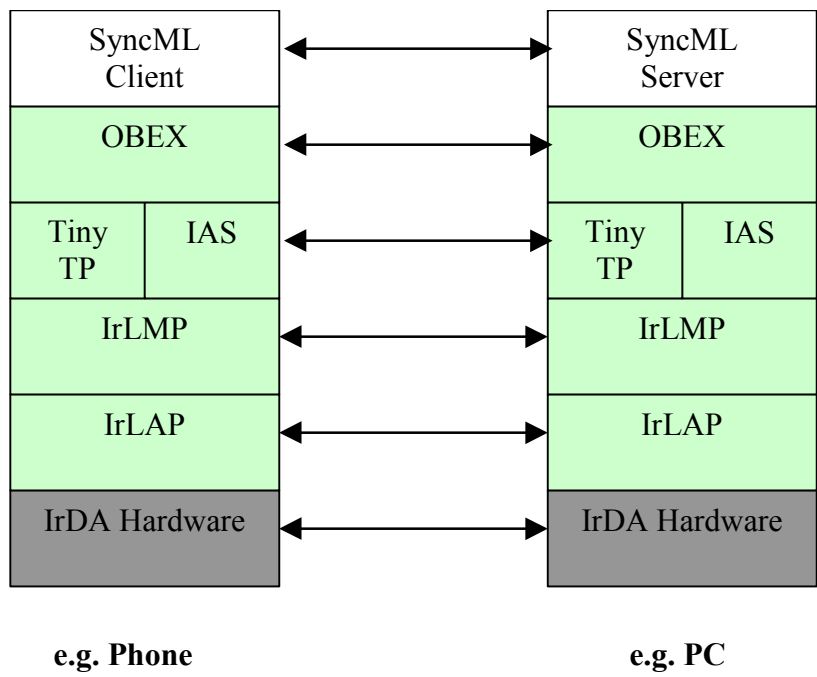 SyncML
Client
SyncML
Server
OBEX
OBEX
Tiny
TP
IAS
Tiny
TP
IAS
IrLMP
IrLMP
IrLAP
IrLAP
IrDA Hardware
IrDA Hardware
e.g. Phone
e.g. PC